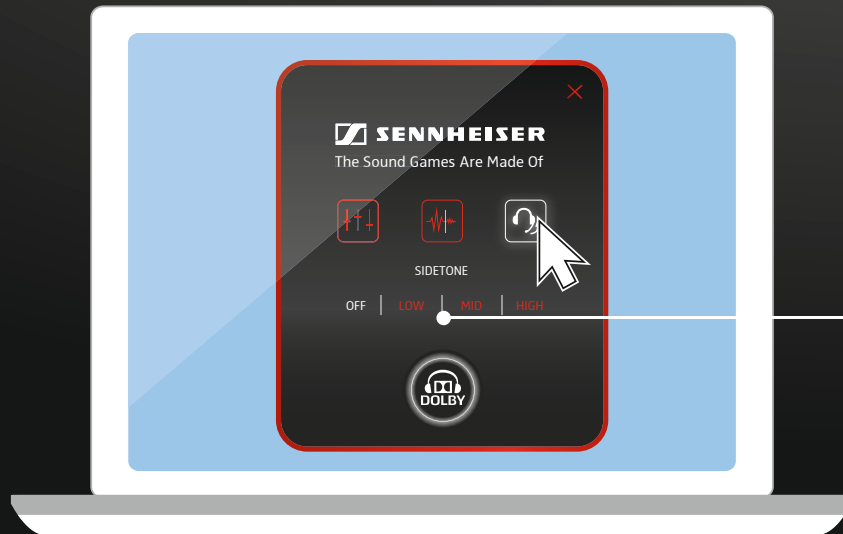 SENNHEISER
The Sound Games Are Made Of
SIDETONE
OFF LOW MID HIGH
DOLBY